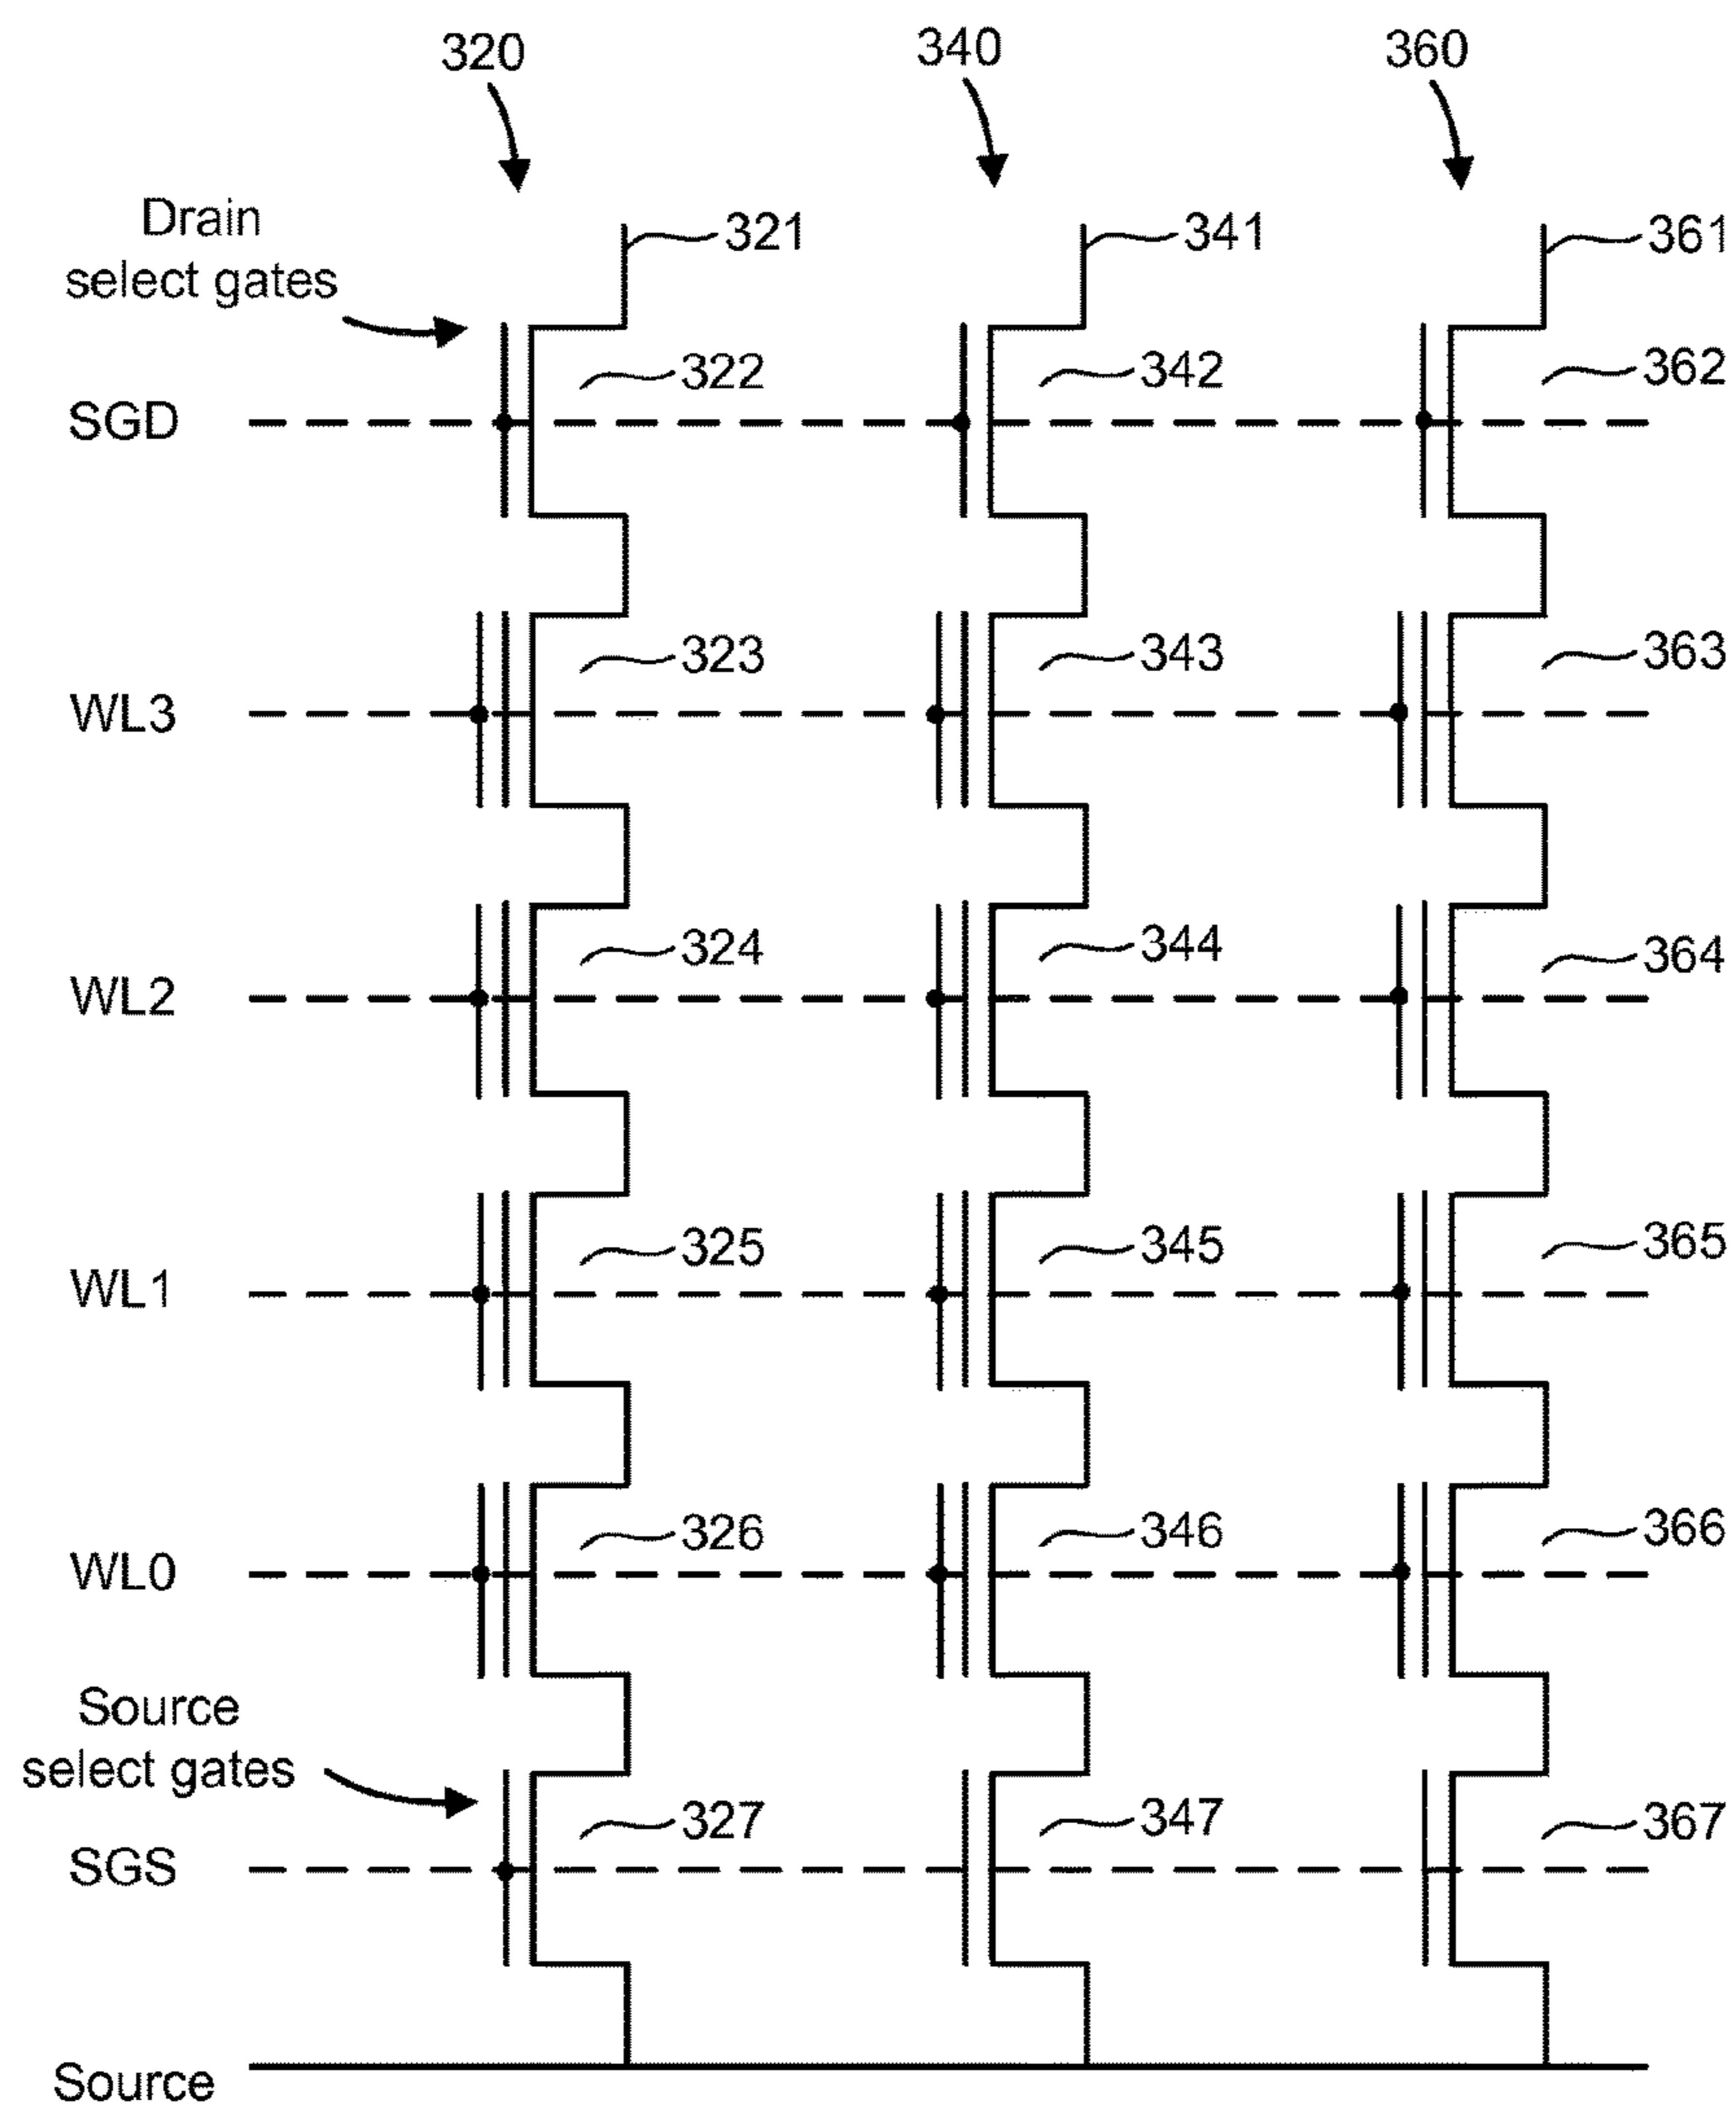 320 340 360
Drain
select gates
321 341 361
322 342 362
SGD
323 343 363
WL3
324 344 364
WL2
325 345 365
WL1
326 346 366
WL0
Source
select gates
327 347 367
SGS
Source